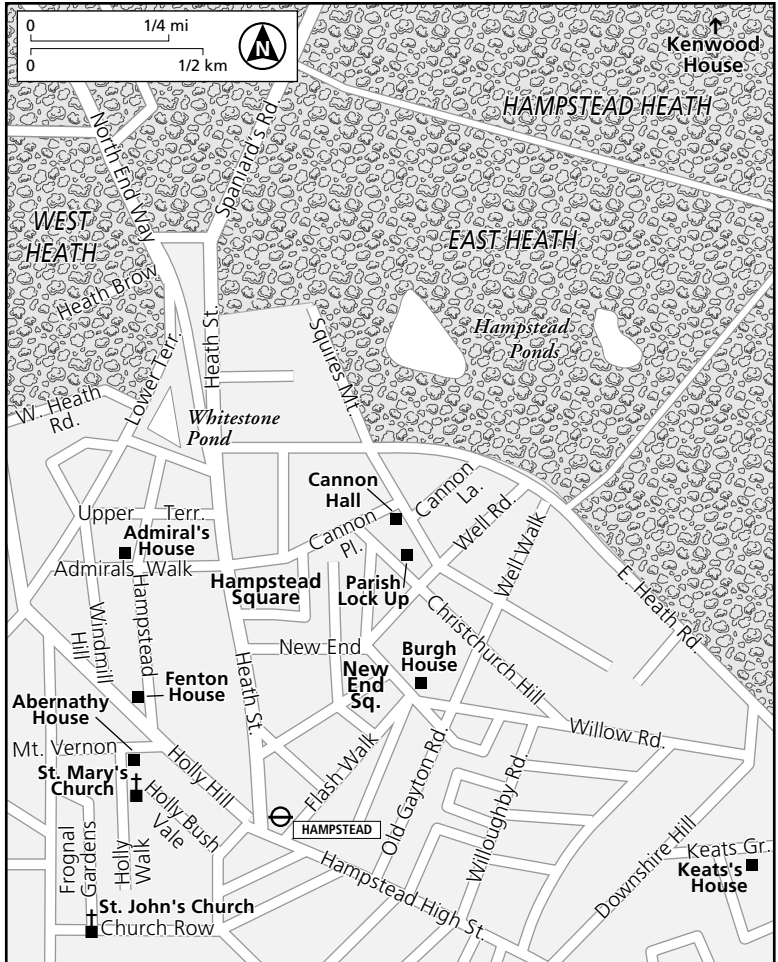 0 1/4 mi
0 1/2 km
N
Kenwood
House
HAMPSTEAD HEATH
North End Way
Spaniard's Rd.
WEST
HEATH
EAST HEATH
Heath Brow
Hampstead
Ponds
Heath St.
Squires Mt.
Lower Terr.
W. Heath
Rd.
Whitestone
Pond
Cannon
Hall
Cannon
La.
Upper Terr.
Cannon
Pl.
Well Rd.
Well Walk
Admiral's
House
Admirals Walk
Hampstead
Square
Parish
Lock Up
E. Heath Rd.
Windmill
Hill
Hampstead
Christchurch Hill
New End
Burgh
House
New
End
Sq.
Fenton
House
Heath St.
Abernathy
House
Willow Rd.
Mt. Vernon
Holly Hill
St. Mary's
Church
Flash Walk
Old Gayton Rd.
Willoughby Rd.
Holly Bush
Vale
HAMPSTEAD
Frognal
Gardens
Holly
Walk
Hampstead High St.
Downshire Hill
Keats Gr.
Keats's
House
St. John's Church
Church Row